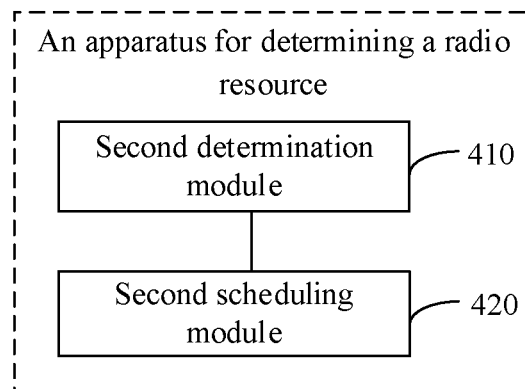 An apparatus for determining a radio
resource
Second determination
module
410
Second scheduling
module
420